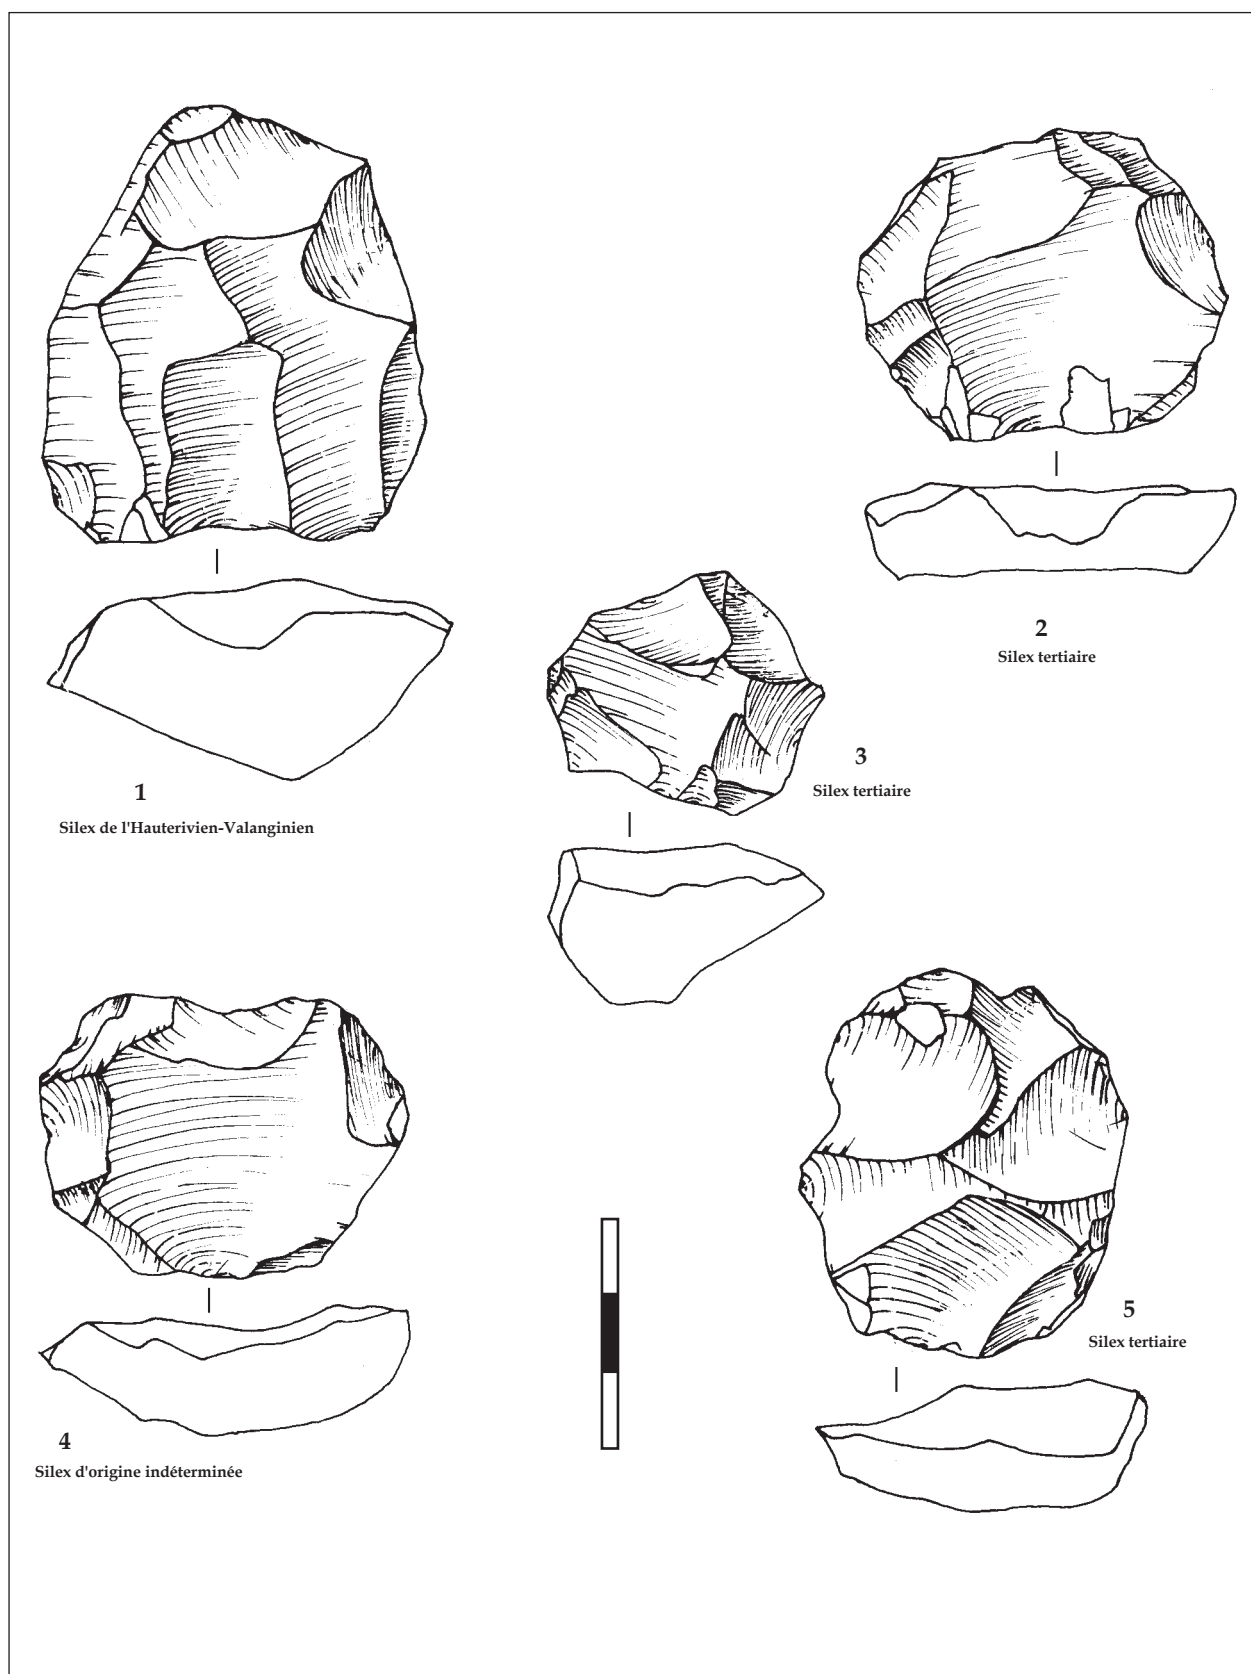 1
Silex de l'Hauterivien-Valanginien
2
Silex tertiaire
3
Silex tertiaire
4
Silex d'origine indéterminée
5
Silex tertiaire